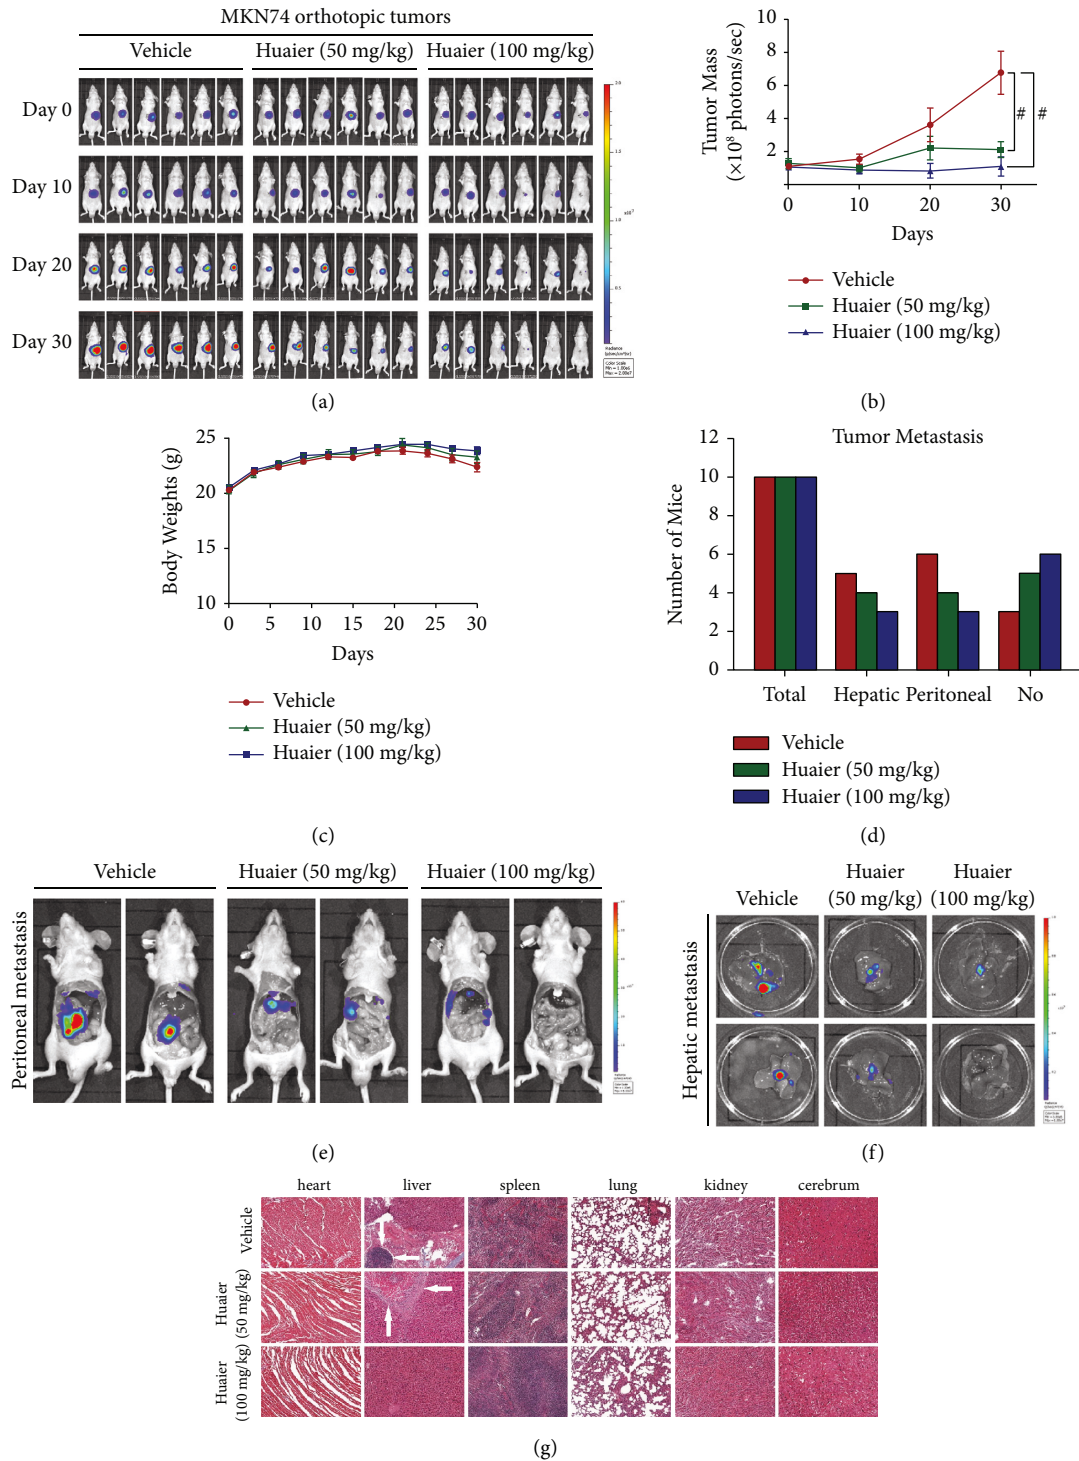 MKN74 orthotopic tumors
Vehicle
Huaier (50 mg/kg)
Huaier (100 mg/kg)
Day 0
Day 10
Day 20
Day 30
(a)
10
8
6
4
2
0
10
20
30
Tumor Mass
(×10⁸ photons/sec)
# #
Days
Vehicle
Huaier (50 mg/kg)
Huaier (100 mg/kg)
(b)
25
20
15
10
Body Weights (g)
0 5 10 15 20 25 30
Days
Vehicle
Huaier (50 mg/kg)
Huaier (100 mg/kg)
(c)
Tumor Metastasis
12
10
8
6
4
2
0
Number of Mice
Total Hepatic Peritoneal No
Vehicle
Huaier (50 mg/kg)
Huaier (100 mg/kg)
(d)
Vehicle
Huaier (50 mg/kg)
Huaier (100 mg/kg)
Peritoneal metastasis
(e)
Vehicle
Huaier
(50 mg/kg)
Huaier
(100 mg/kg)
Hepatic metastasis
(f)
heart liver spleen lung kidney cerebrum
Vehicle
Huaier
(50 mg/kg)
Huaier
(100 mg/kg)
(g)